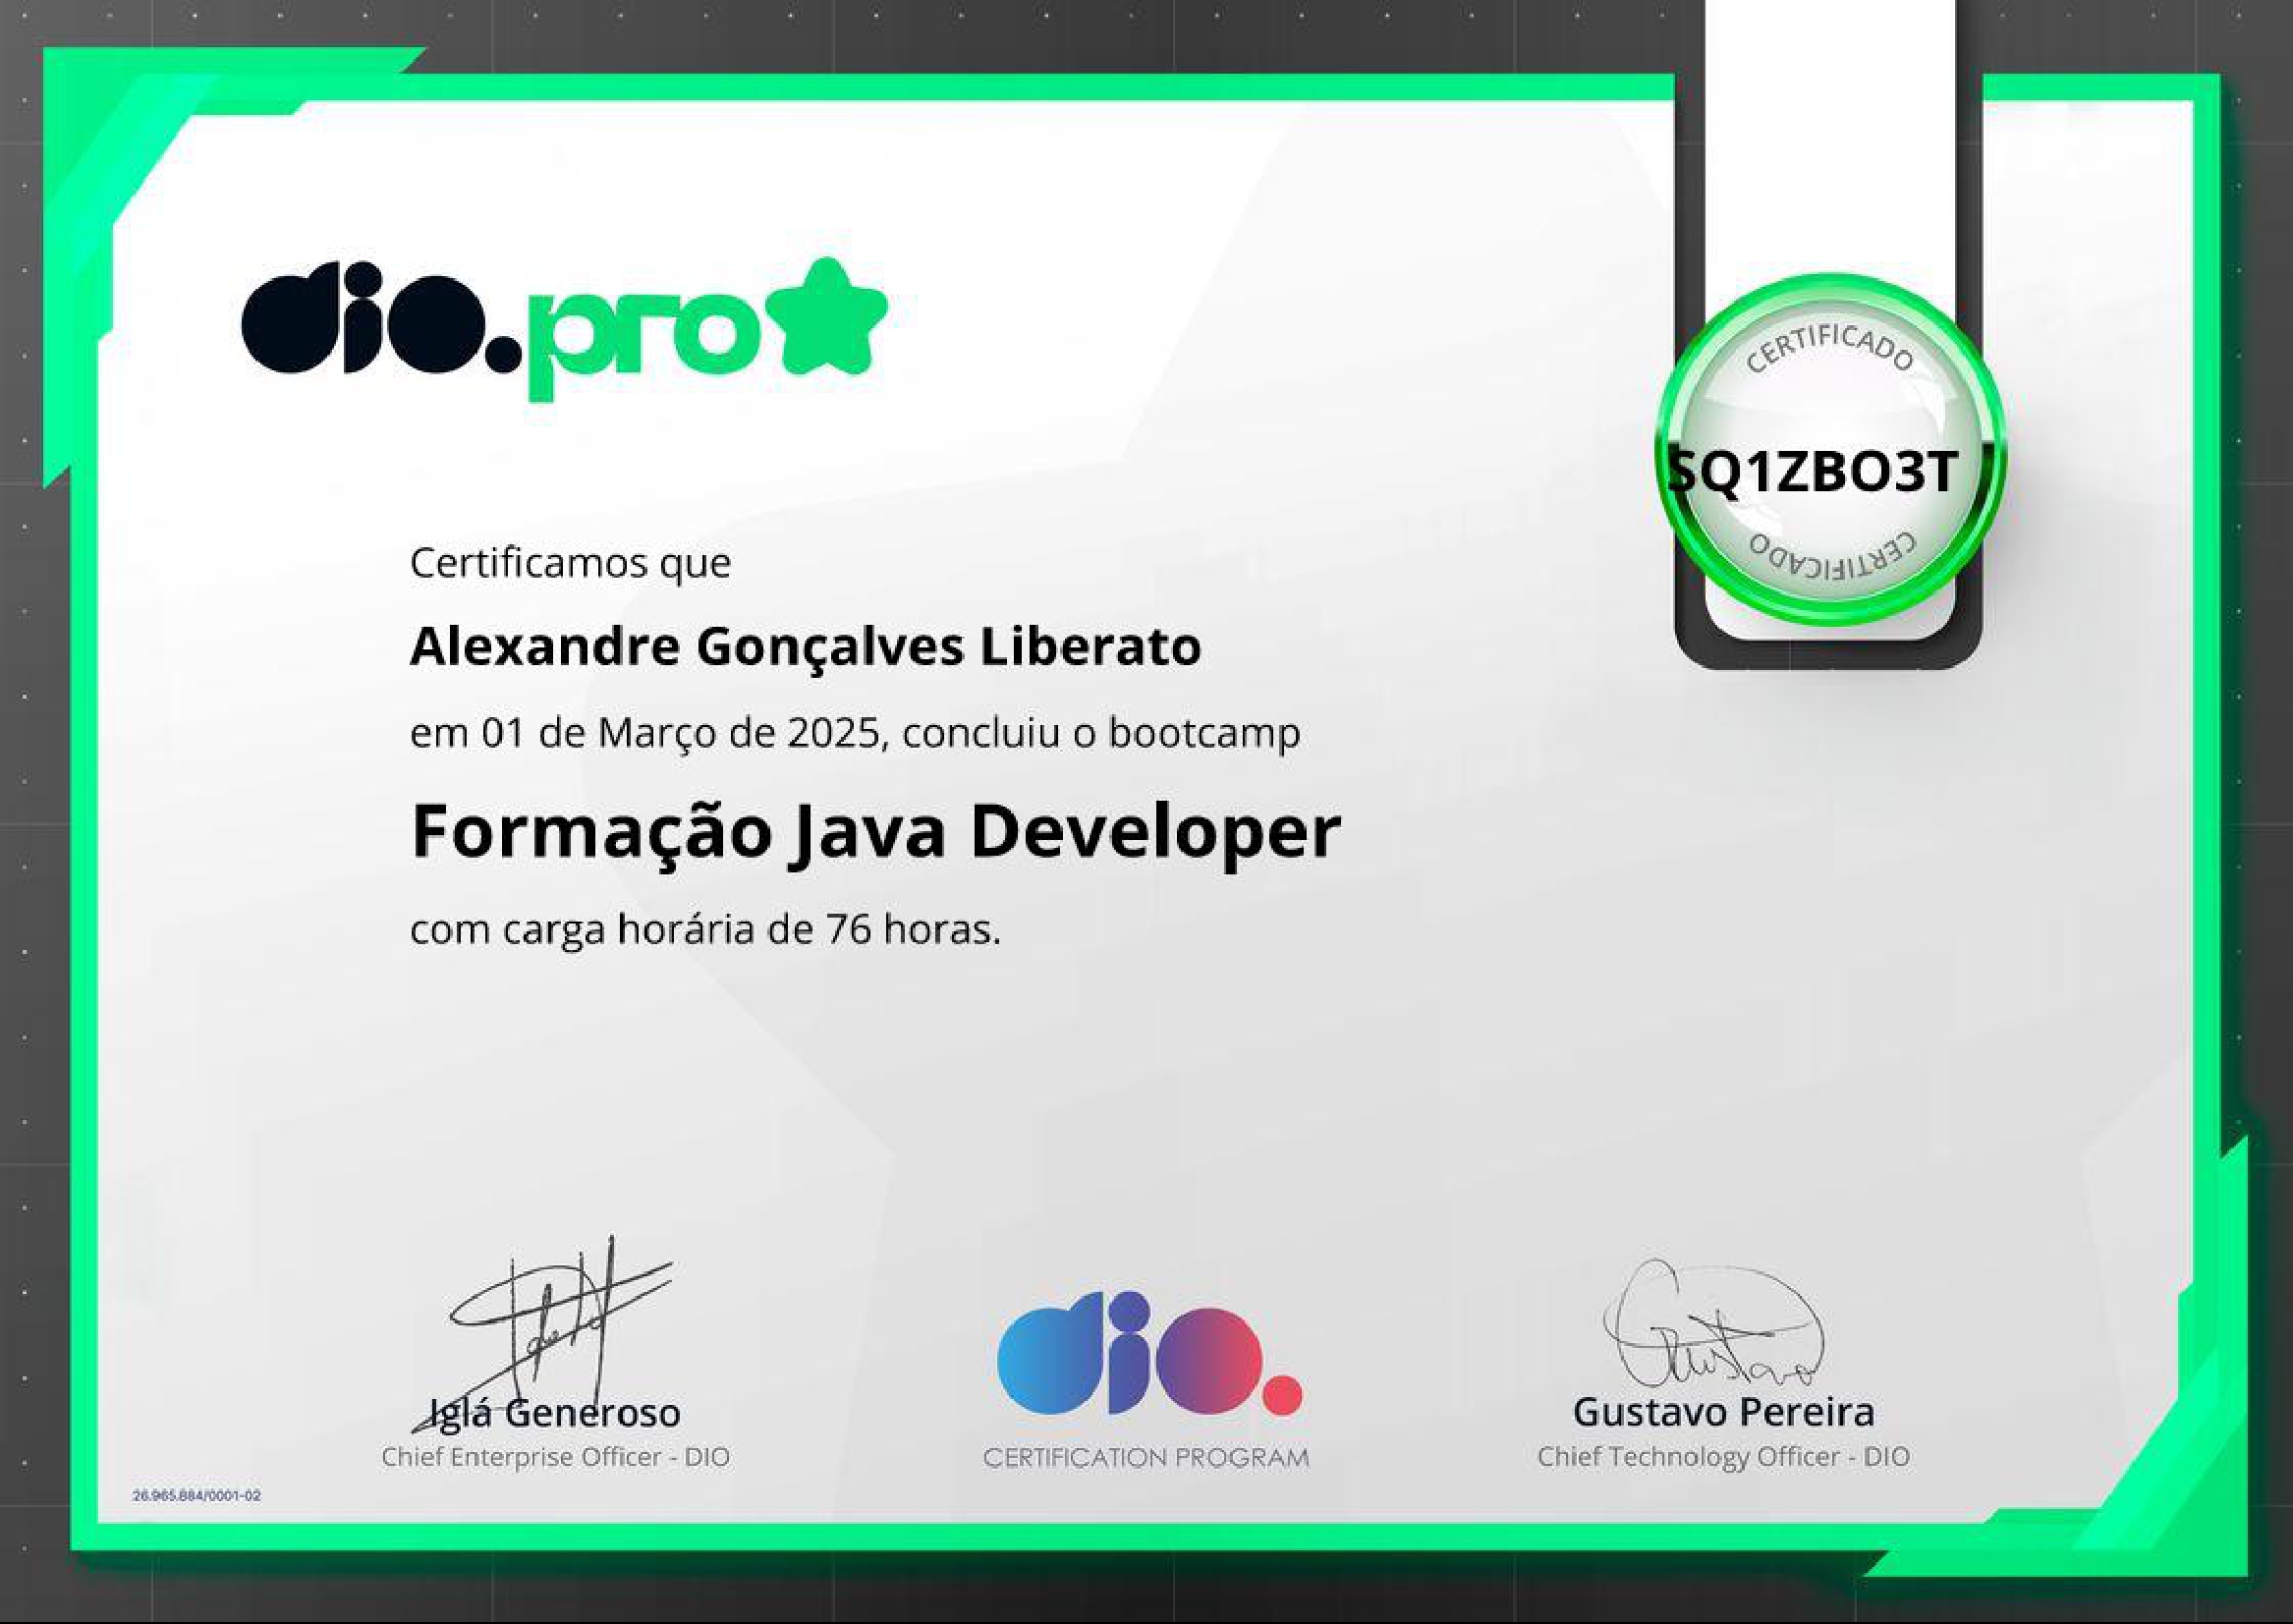 dio.pro
CERTIFICADO
SQ1ZBO3T
CERTIFICADO
Certificamos que
Alexandre Gonçalves Liberato
em 01 de Março de 2025, concluiu o bootcamp
Formação Java Developer
com carga horária de 76 horas.
Iglá Generoso
Chief Enterprise Officer - DIO
dio.
CERTIFICATION PROGRAM
Gustavo
Gustavo Pereira
Chief Technology Officer - DIO
26.965.884/0001-02